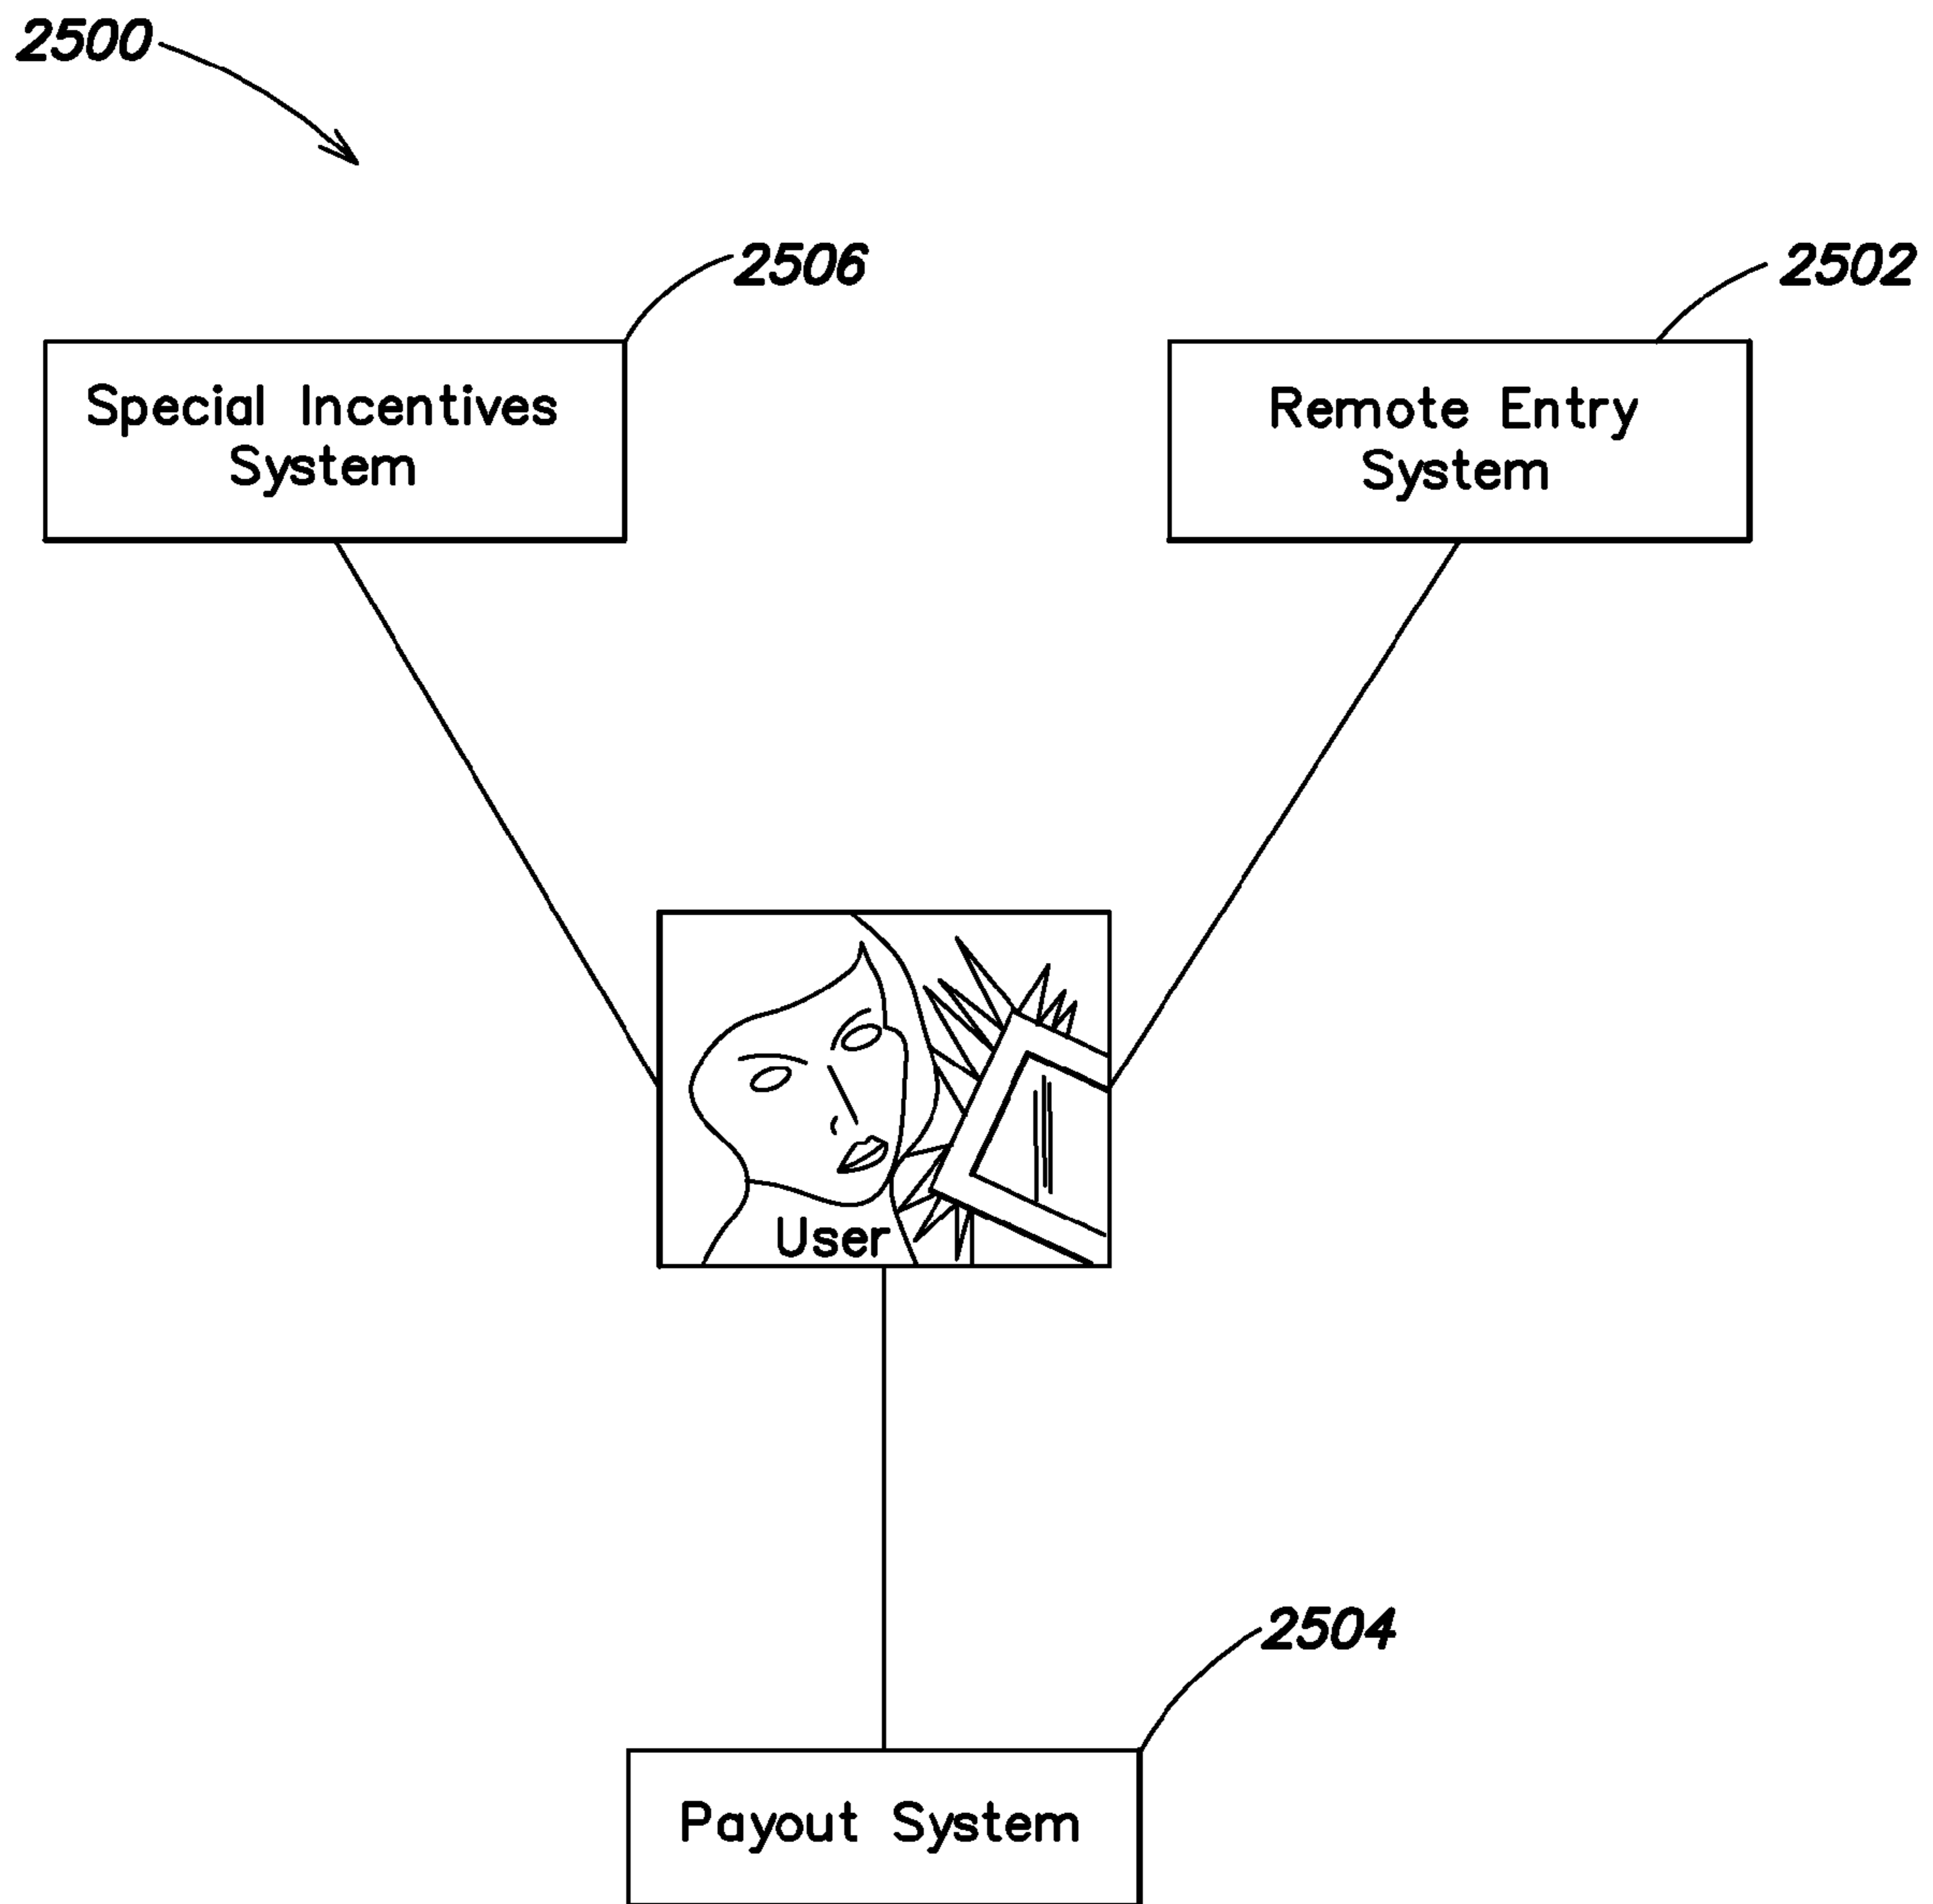 2500
2506
2502
Special Incentives
System
Remote Entry
System
User
2504
Payout System